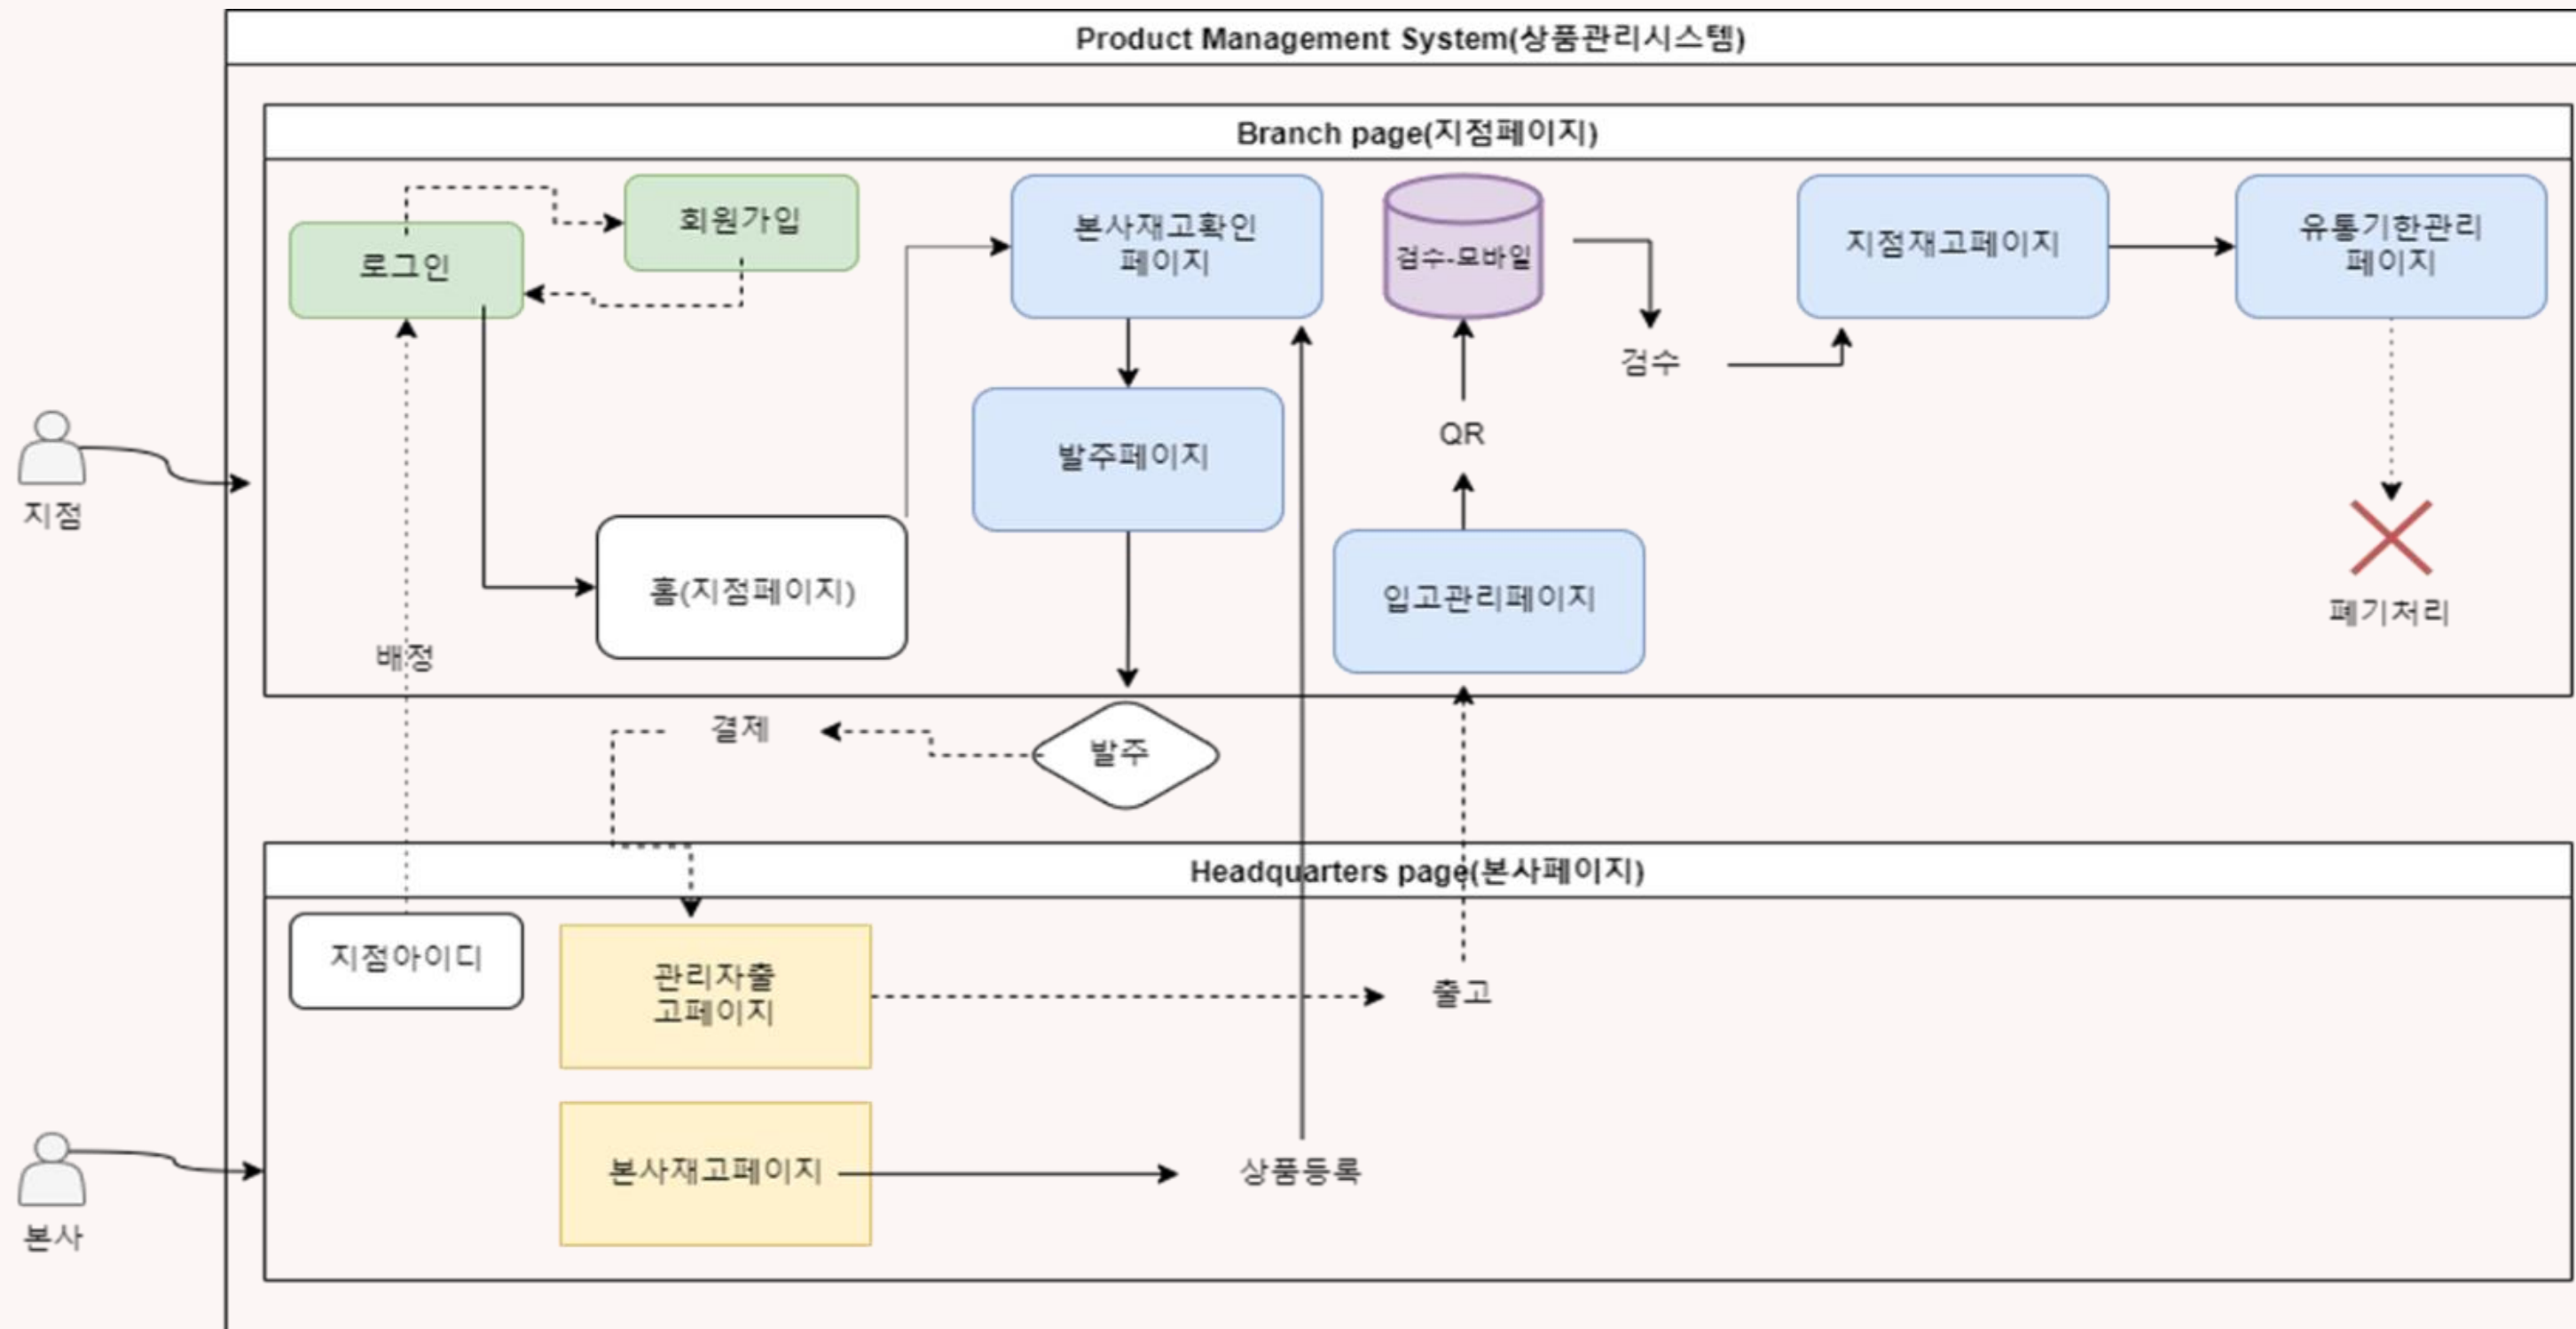 Product Management System(상품관리시스템)
Branch page(지점페이지)
로그인
회원가입
본사재고확인
페이지
검수-모바일
지점재고페이지
유통기한관리
페이지
검수
발주페이지
QR
지점
홈(지점페이지)
입고관리페이지
폐기처리
배정
결제
발주
Headquarters page(본사페이지)
지점아이디
관리자출
고페이지
출고
본사재고페이지
상품등록
본사